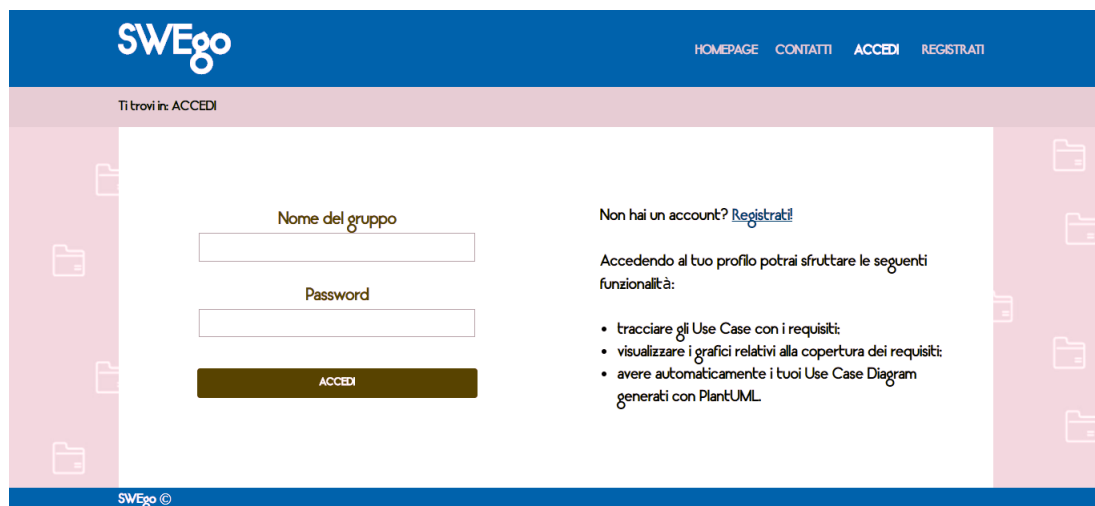 SWEgo
HOMEPAGE CONTATTI ACCEDI REGISTRATI
Ti trovi in: ACCEDI
Nome del gruppo
Password
ACCEDI
Non hai un account? Registrati!
Accedendo al tuo profilo potrai sfruttare le seguenti
funzionalità:
• tracciare gli Use Case con i requisiti;
• visualizzare i grafici relativi alla copertura dei requisiti;
• avere automaticamente i tuoi Use Case Diagram
generati con PlantUML.
SWEgo ©